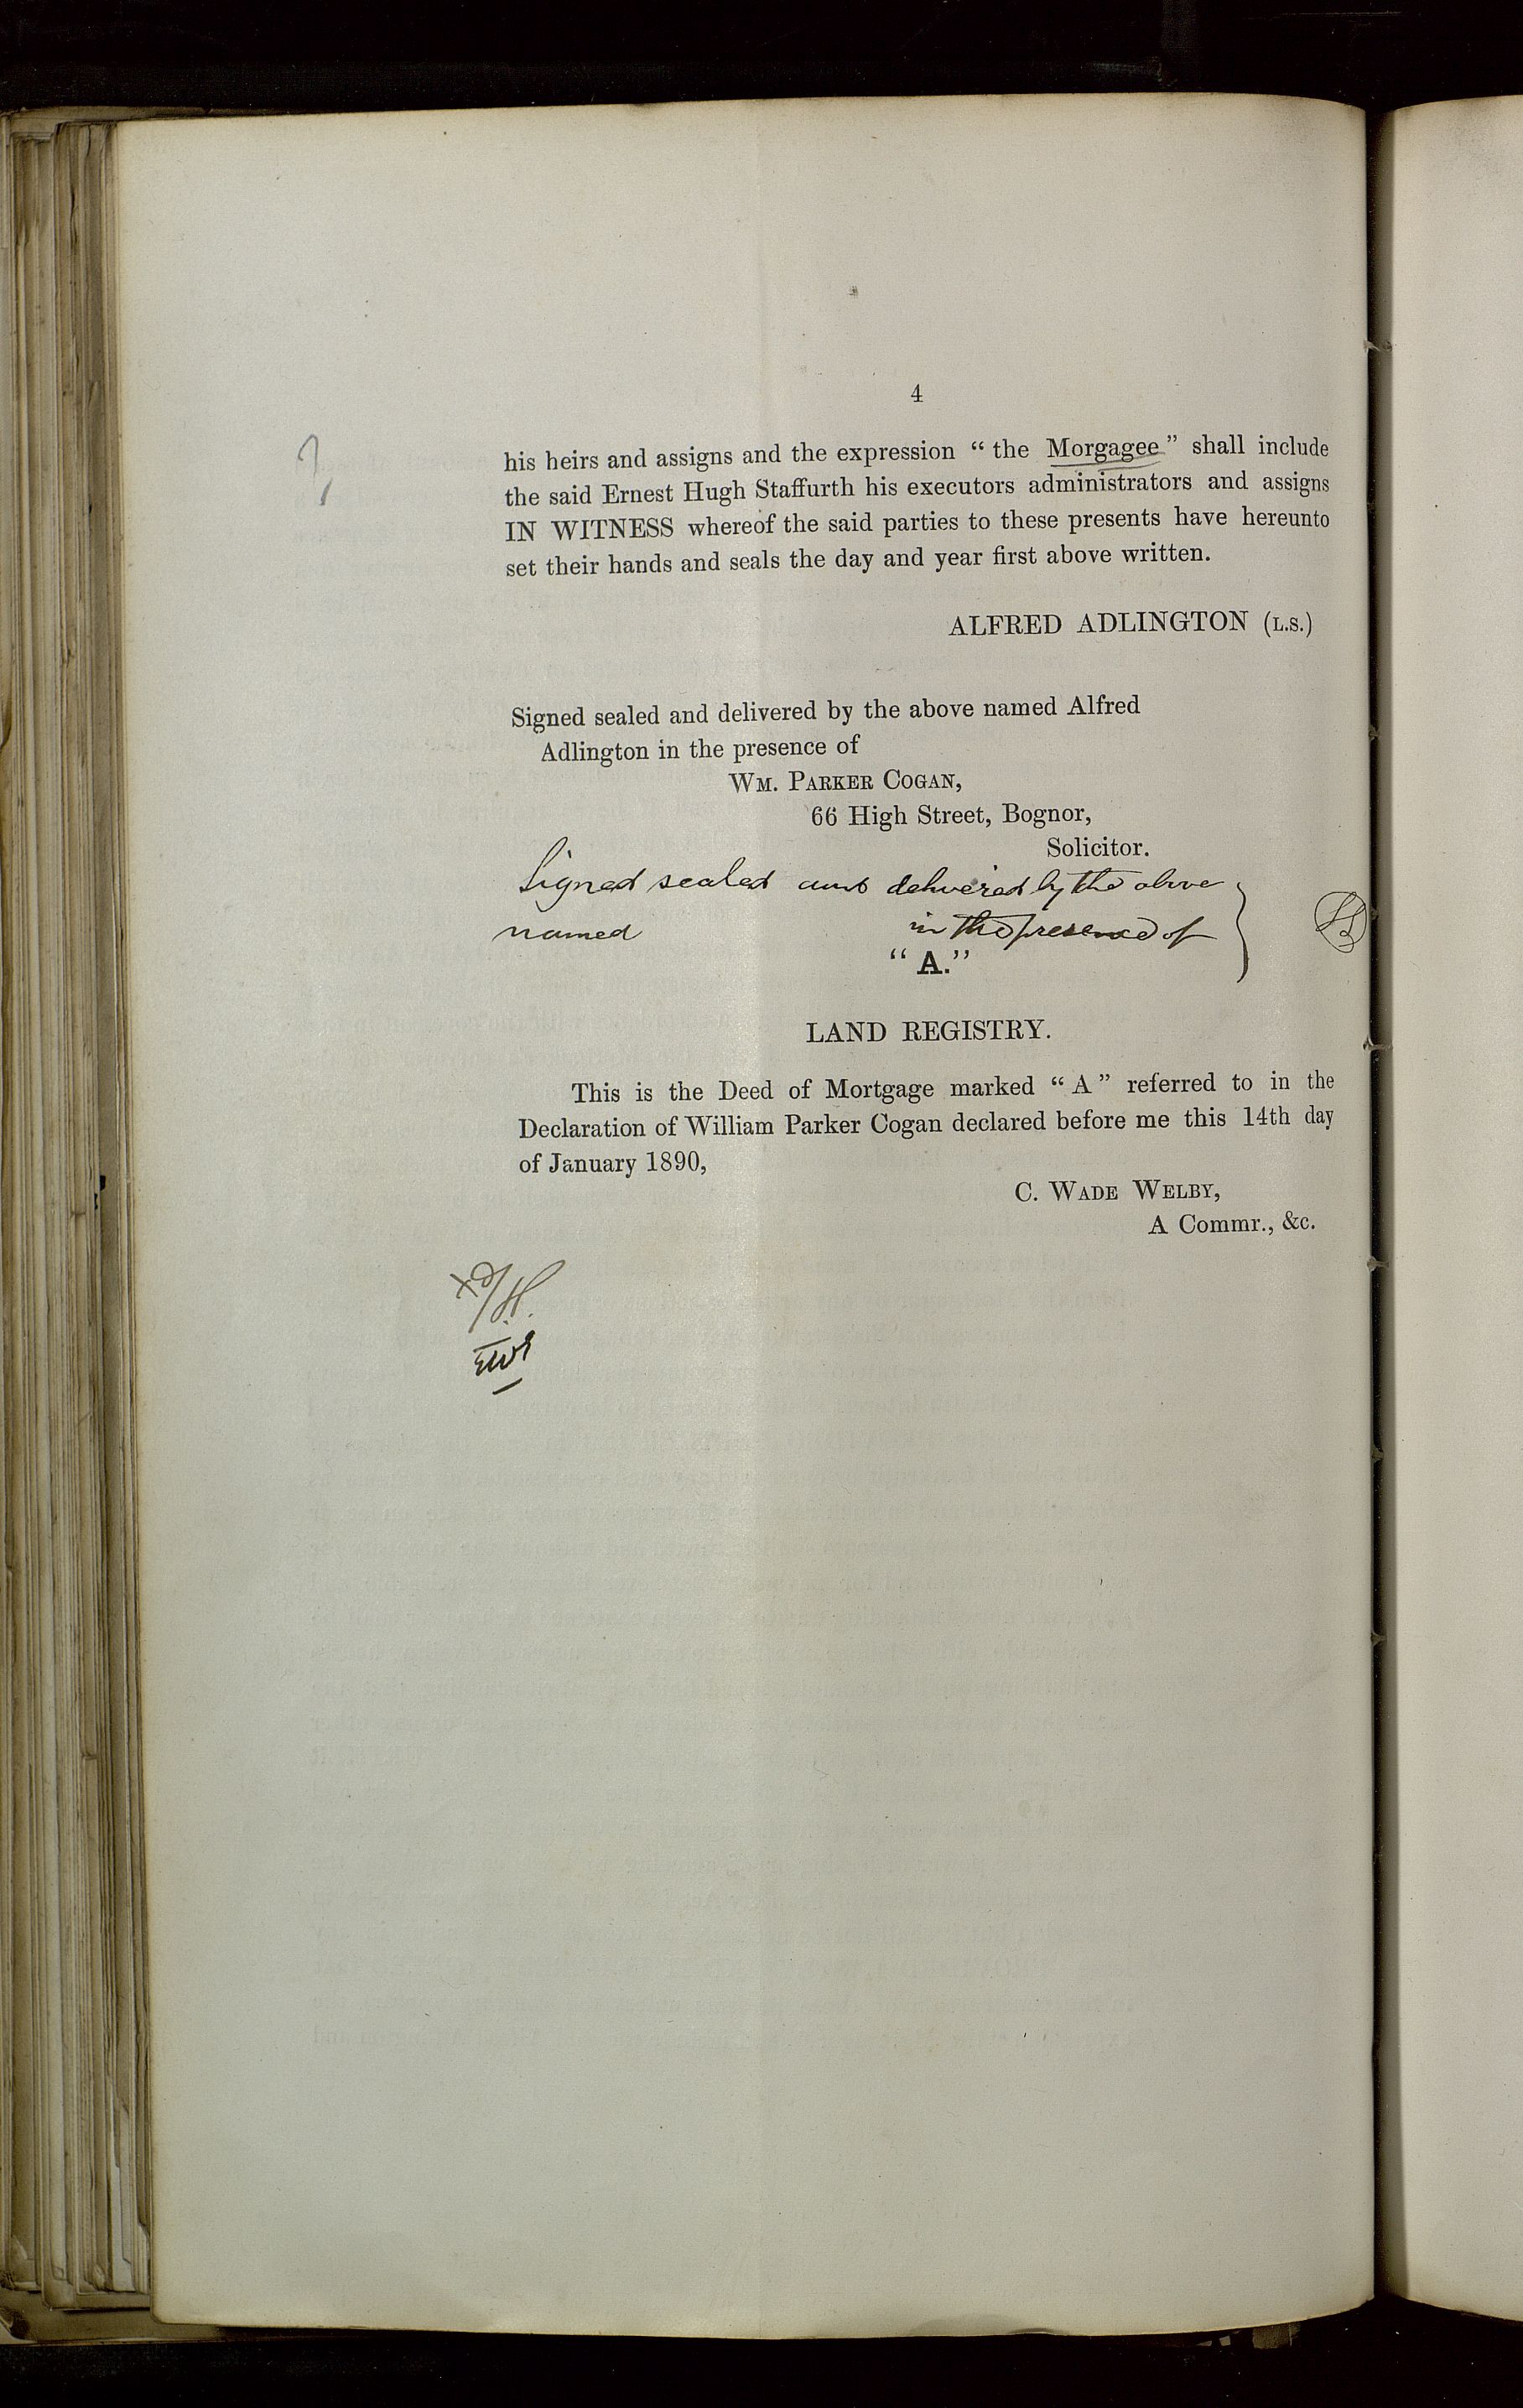 4
his heirs and assigns and the expression “ the Morgagee ” shall include
the said Ernest Hugh Staffurth his executors administrators and assigns
IN WITNESS whereof the said parties to these presents have hereunto
set their hands and seals the day and year first above written.
ALFRED ADLINGTON (L.S.)
Signed sealed and delivered by the above named Alfred
Adlington in the presence of
WM. PARKER COGAN,
66 High Street, Bognor,
Solicitor.
Signed sealed and delivered by the above
named in the presence of
“ A.”
LAND REGISTRY.
This is the Deed of Mortgage marked “ A ” referred to in the
Declaration of William Parker Cogan declared before me this 14th day
of January 1890,
C. WADE WELBY,
A Commr., &c.